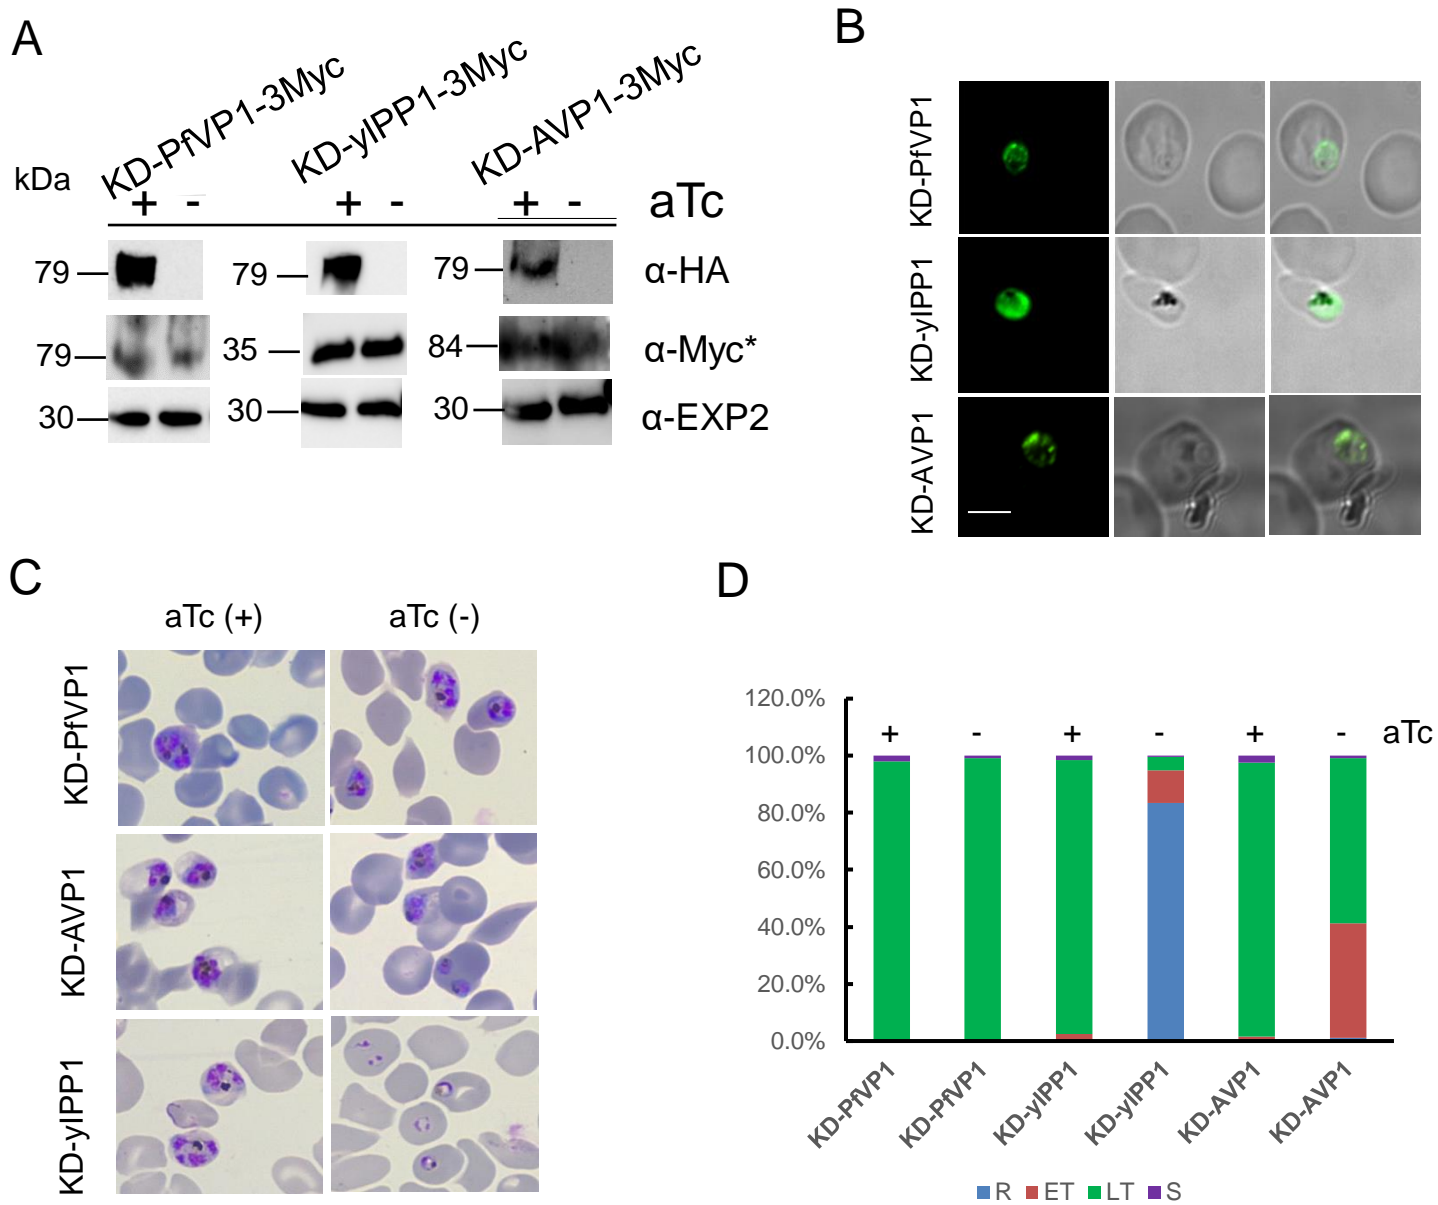 A
KD-PfVP1-3Myc
KD-yIPP1-3Myc
KD-AVP1-3Myc
kDa
+ - + - + - aTc
79 79 79 α-HA
79 35 84 α-Myc*
30 30 30 α-EXP2
B
KD-PfVP1
KD-yIPP1
KD-AVP1
C
aTc (+) aTc (-)
KD-PfVP1
KD-AVP1
KD-yIPP1
D
120.0%
+ - + - + - aTc
100.0%
80.0%
60.0%
40.0%
20.0%
0.0%
KD-PfVP1
KD-PfVP1
KD-yIPP1
KD-yIPP1
KD-AVP1
KD-AVP1
R ET LT S